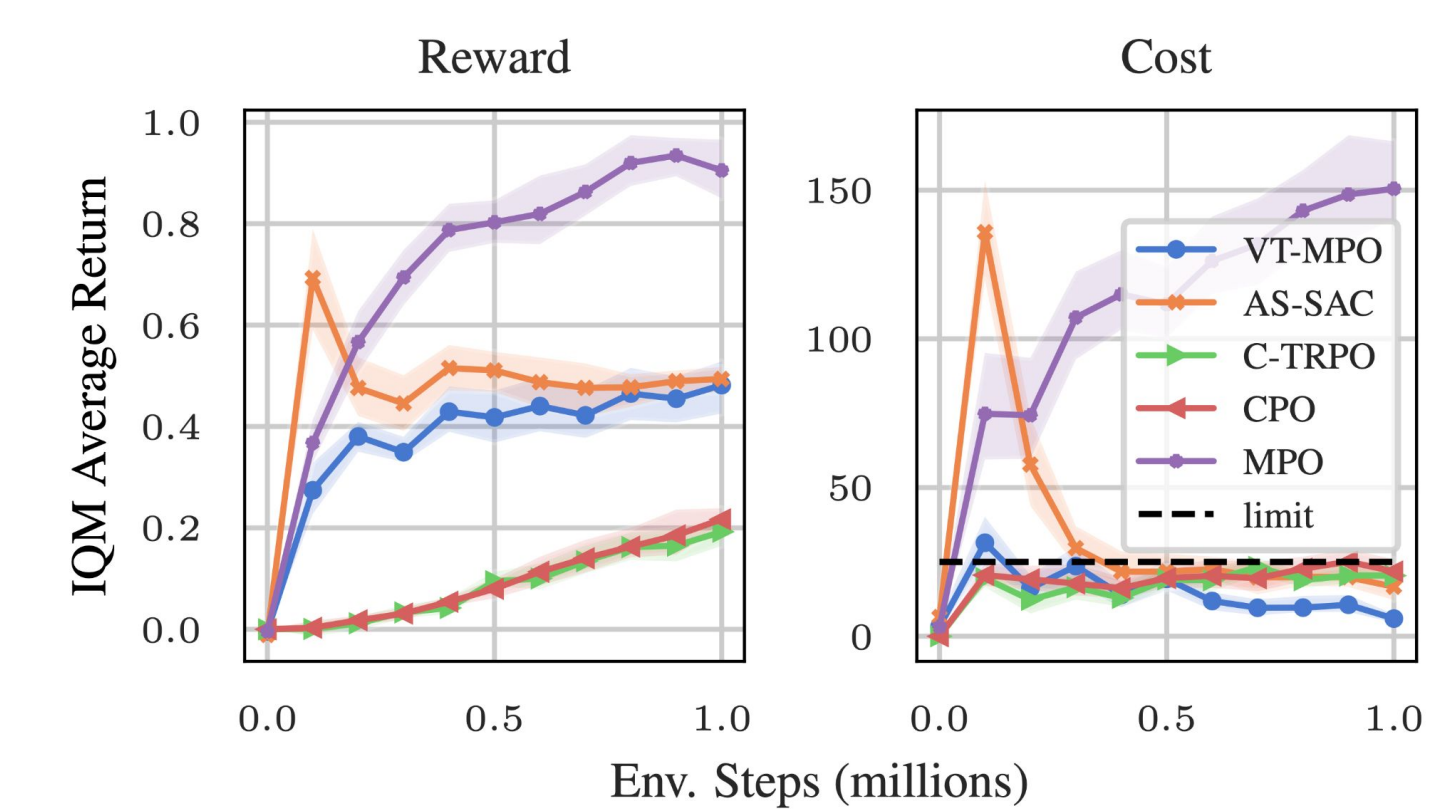 Reward
Cost
IQM Average Return
1.0
0.8
0.6
0.4
0.2
0.0
0.0
0.5
1.0
150
100
50
0
0.0
0.5
1.0
VT-MPO
AS-SAC
C-TRPO
CPO
MPO
limit
Env. Steps (millions)